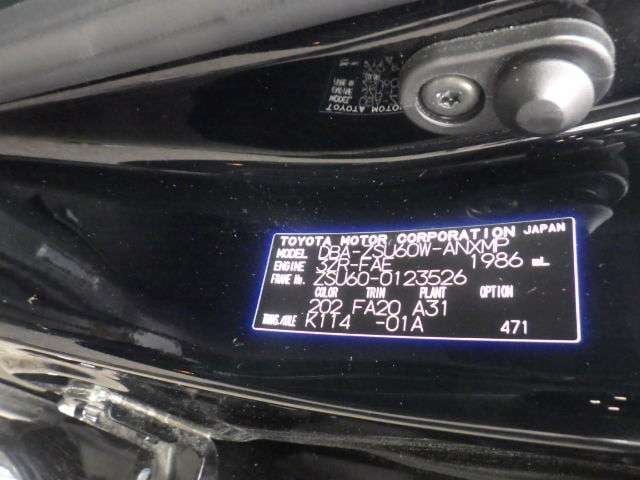 TOYOTA MOTOR CORPORATION JAPAN
MODEL DBA-ZSU60W-ANXMP
ENGINE 3ZR-FAE 1986 mL
FRAME No. ZSU60-0123526
COLOR TRIM PLANT OPTION
202 FA20 A31
TRANS./AXLE K114 -01A 471